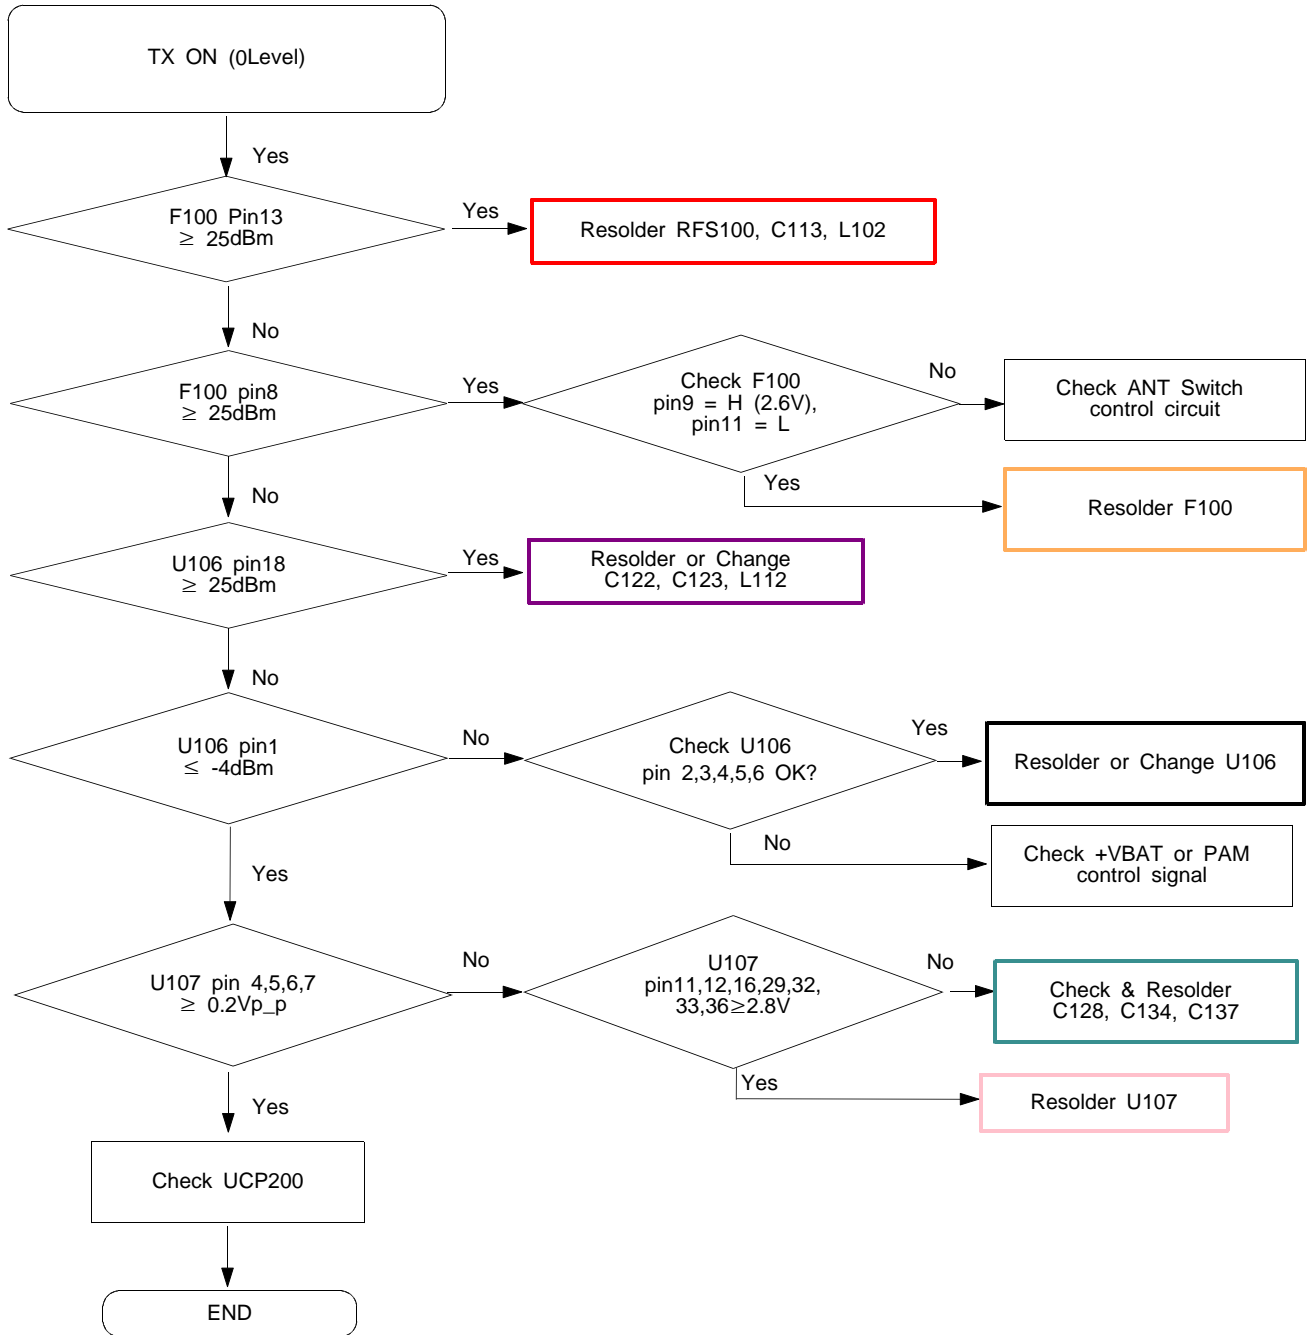 TX ON (0Level)
Yes
F100 Pin13
≥ 25dBm
Yes
Resolder RFS100, C113, L102
No
F100 pin8
≥ 25dBm
Yes
Check F100
pin9 = H (2.6V),
pin11 = L
No
Check ANT Switch
control circuit
Yes
Resolder F100
No
U106 pin18
≥ 25dBm
Yes
Resolder or Change
C122, C123, L112
No
U106 pin1
≤ -4dBm
No
Check U106
pin 2,3,4,5,6 OK?
Yes
Resolder or Change U106
No
Check +VBAT or PAM
control signal
Yes
U107 pin 4,5,6,7
≥ 0.2Vp_p
No
U107
pin11,12,16,29,32,
33,36≥2.8V
No
Check & Resolder
C128, C134, C137
Yes
Resolder U107
Yes
Check UCP200
END